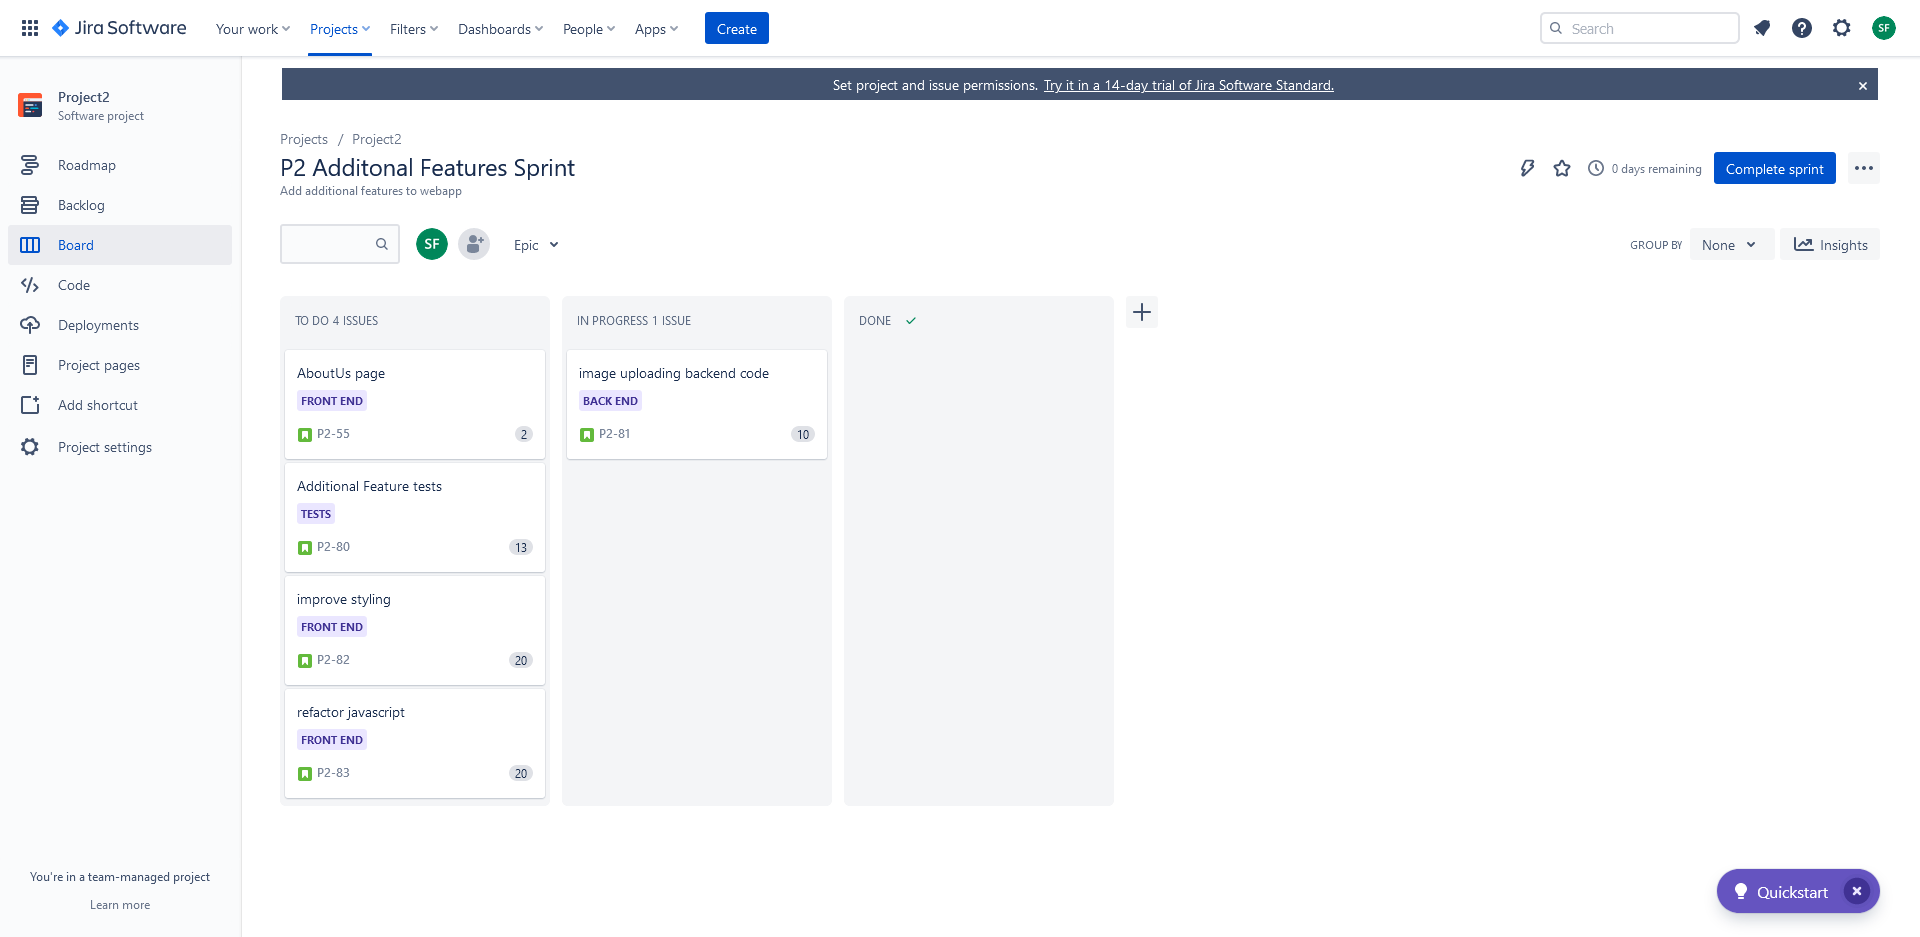 Jira Software
Your work
Projects
Filters
Dashboards
People
Apps
Create
Search
SF
Project2
Software project
Roadmap
Backlog
Board
Code
Deployments
Project pages
Add shortcut
Project settings
You're in a team-managed project
Learn more
Set project and issue permissions. Try it in a 14-day trial of Jira Software Standard.
Projects / Project2
P2 Additonal Features Sprint
Add additional features to webapp
0 days remaining
Complete sprint
SF
Epic
GROUP BY
None
Insights
TO DO 4 ISSUES
AboutUs page
FRONT END
P2-55
2
Additional Feature tests
TESTS
P2-80
13
improve styling
FRONT END
P2-82
20
refactor javascript
FRONT END
P2-83
20
IN PROGRESS 1 ISSUE
image uploading backend code
BACK END
P2-81
10
DONE
Quickstart